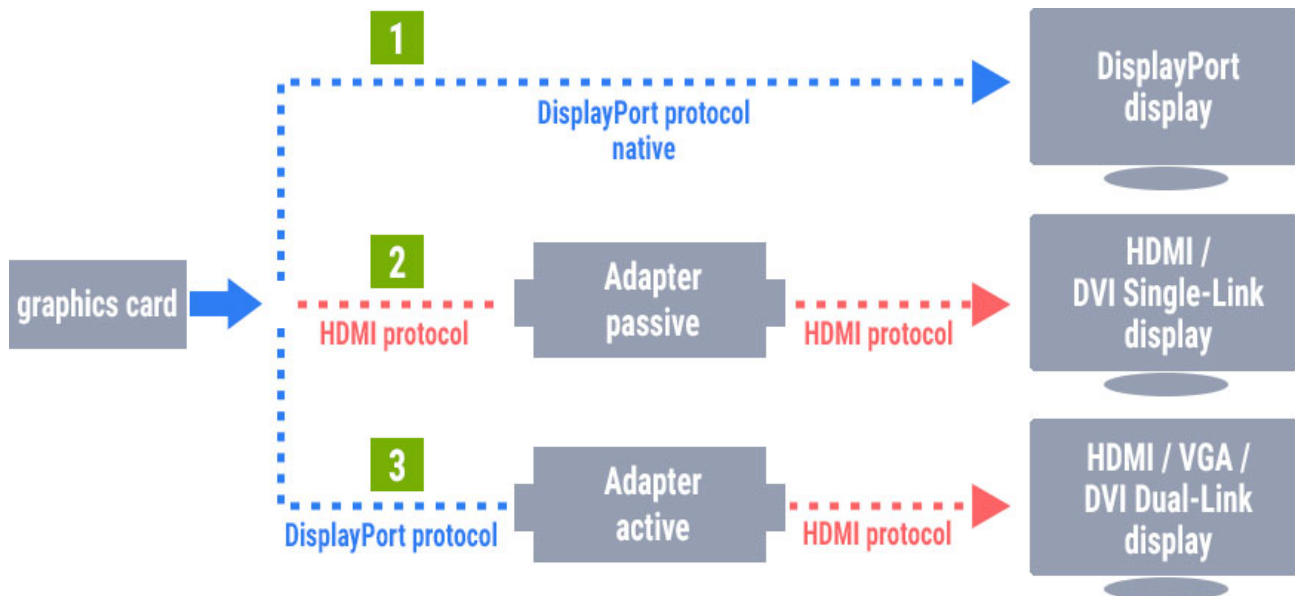 1
DisplayPort protocol
native
DisplayPort
display
graphics card
2
HDMI protocol
Adapter
passive
HDMI protocol
HDMI /
DVI Single-Link
display
3
DisplayPort protocol
Adapter
active
HDMI protocol
HDMI / VGA /
DVI Dual-Link
display